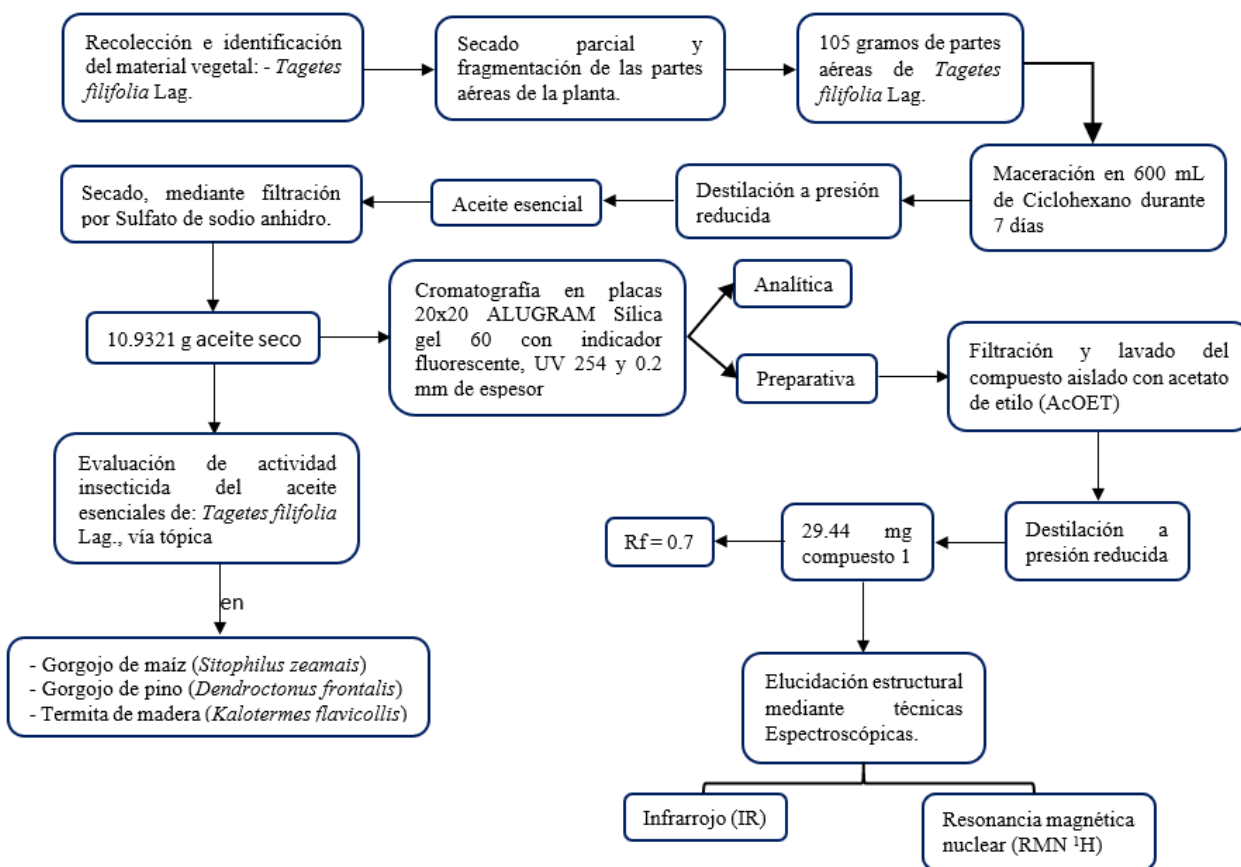 Recolección e identificación
del material vegetal: - Tagetes
filifolia Lag.
Secado parcial y
fragmentación de las partes
aéreas de la planta.
105 gramos de partes
aéreas de Tagetes
filifolia Lag.
Maceración en 600 mL
de Ciclohexano durante
7 días
Destilación a presión
reducida
Aceite esencial
Secado, mediante filtración
por Sulfato de sodio anhidro.
10.9321 g aceite seco
Cromatografía en placas
20x20 ALUGRAM Sílica
gel 60 con indicador
fluorescente, UV 254 y 0.2
mm de espesor
Analítica
Preparativa
Filtración y lavado del
compuesto aislado con acetato
de etilo (AcOET)
Destilación a
presión reducida
29.44 mg
compuesto 1
Rf = 0.7
Evaluación de actividad
insecticida del aceite
esenciales de: Tagetes filifolia
Lag., vía tópica
en
- Gorgojo de maíz (Sitophilus zeamais)
- Gorgojo de pino (Dendroctonus frontalis)
- Termita de madera (Kalotermes flavicollis)
Elucidación estructural
mediante técnicas
Espectroscópicas.
Infrarrojo (IR)
Resonancia magnética
nuclear (RMN ¹H)